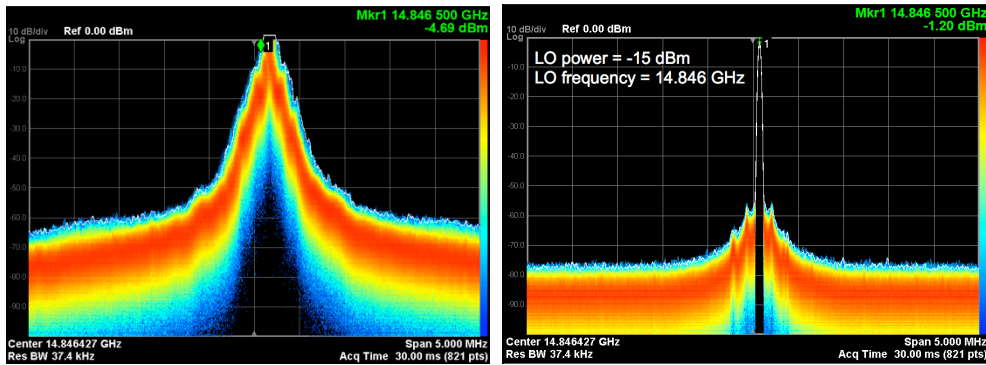 Mkr1 14.846 500 GHz
-4.69 dBm
10 dB/div
Ref 0.00 dBm
Log
1
-10.0
-20.0
-30.0
-40.0
-50.0
-60.0
-70.0
-80.0
-90.0
Center 14.846427 GHz
Span 5.000 MHz
Res BW 37.4 kHz
Acq Time 30.00 ms (821 pts)
Mkr1 14.846 500 GHz
-1.20 dBm
10 dB/div
Ref 0.00 dBm
Log
1
LO power = -15 dBm
LO frequency = 14.846 GHz
-10.0
-20.0
-30.0
-40.0
-50.0
-60.0
-70.0
-80.0
-90.0
Center 14.846427 GHz
Span 5.000 MHz
Res BW 37.4 kHz
Acq Time 30.00 ms (821 pts)